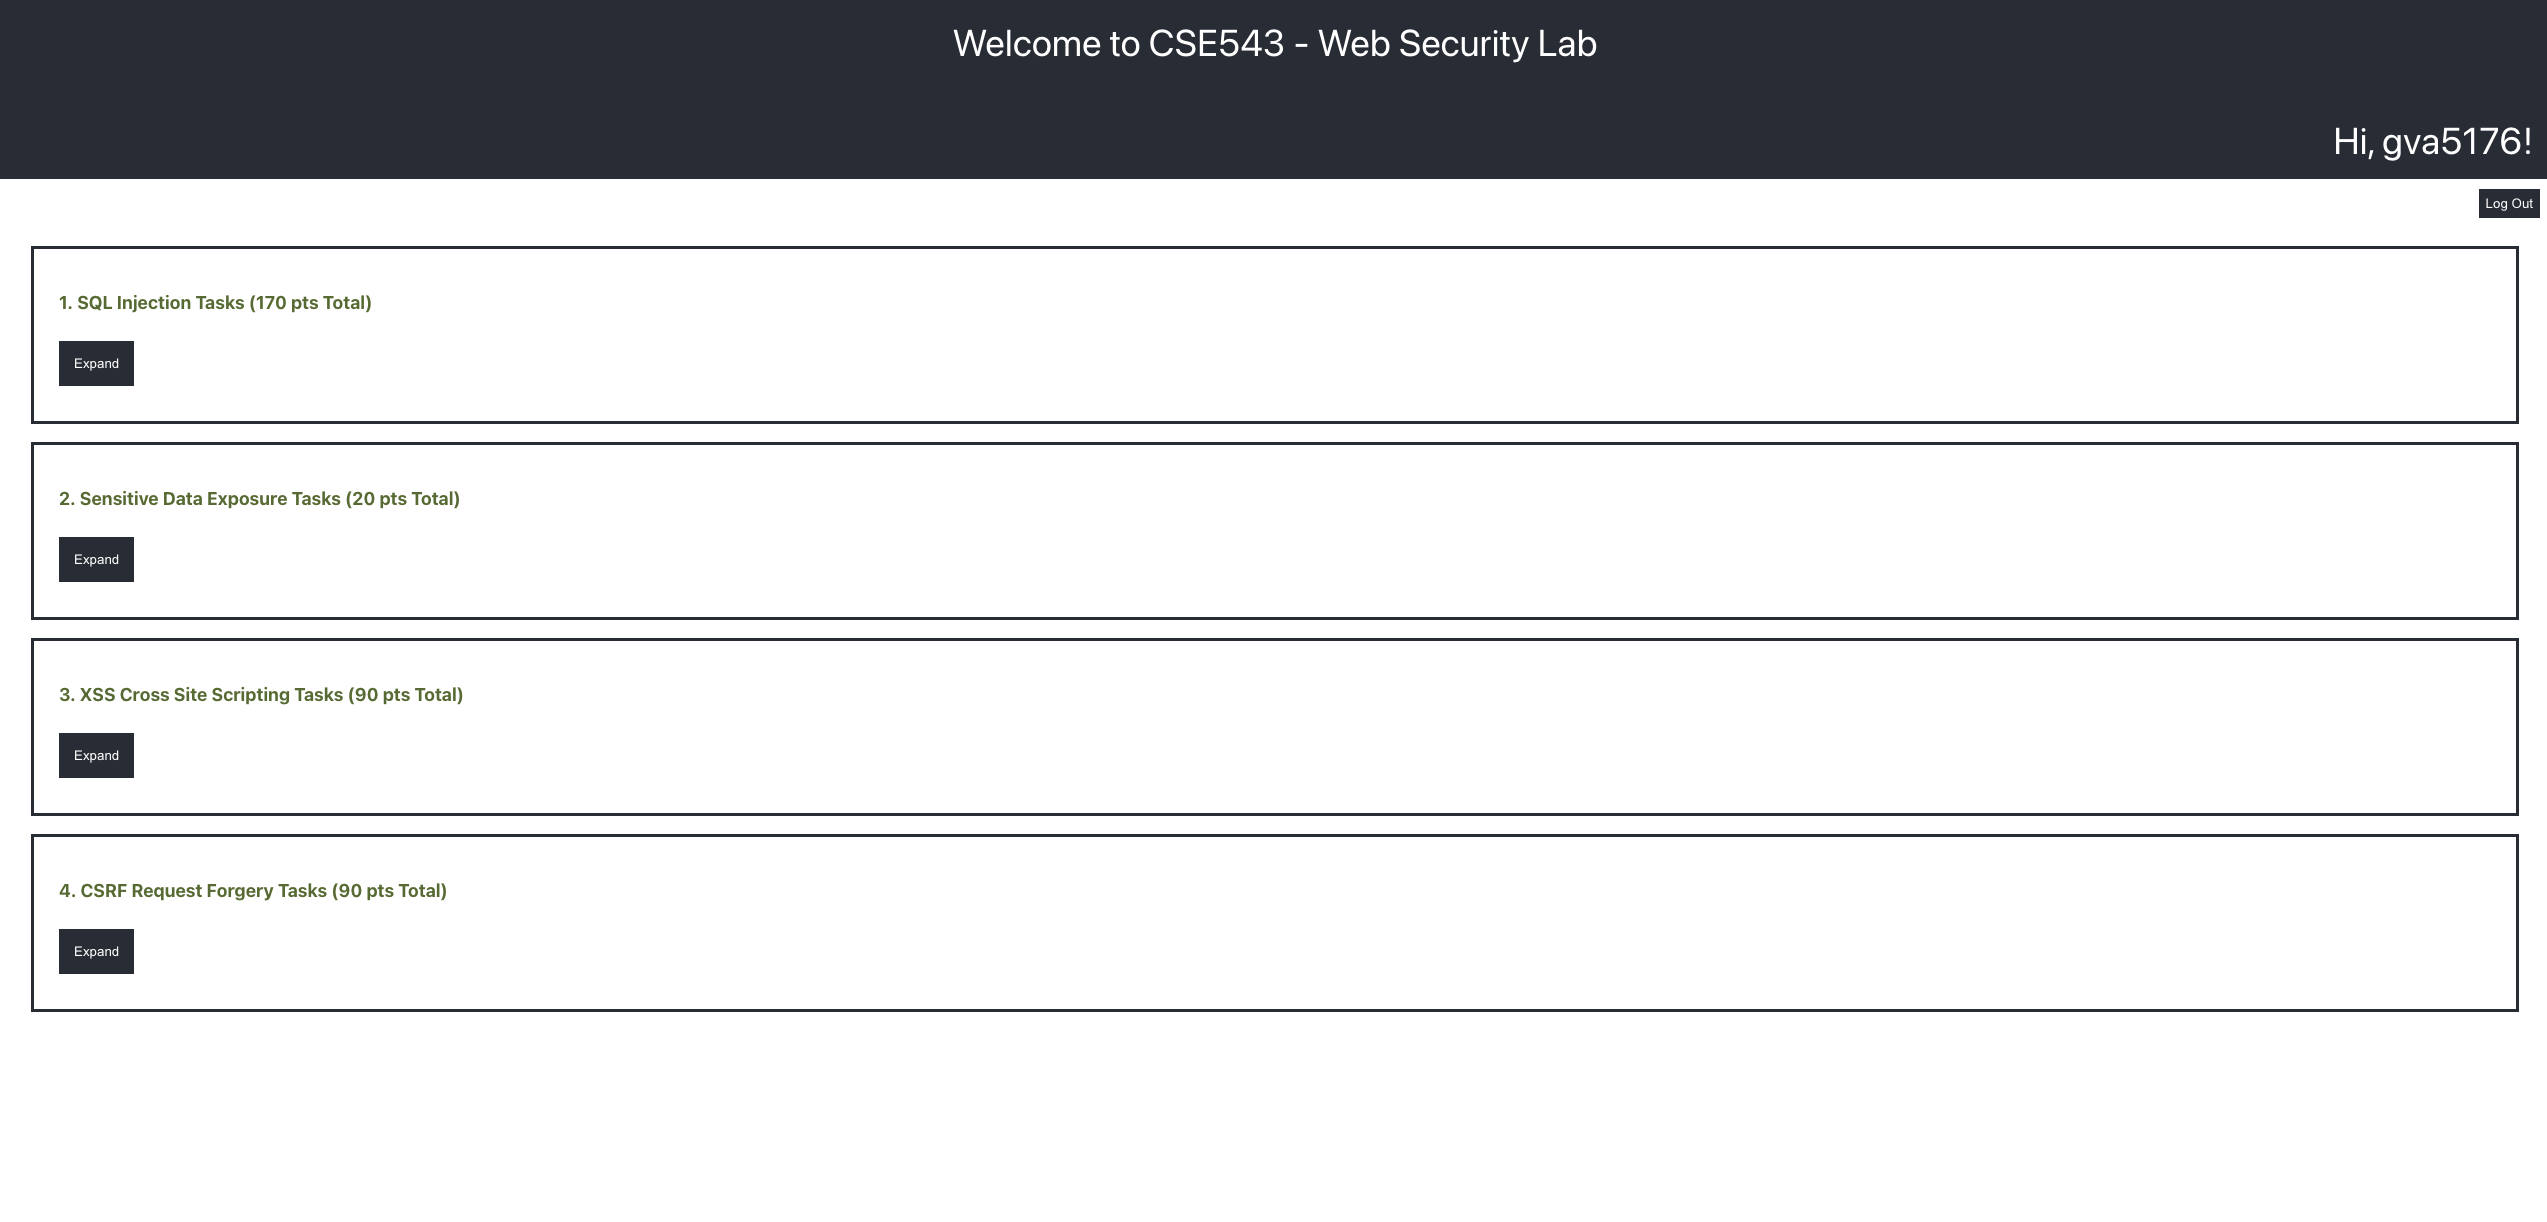 Welcome to CSE543 - Web Security Lab
Hi, gva5176!
Log Out
1. SQL Injection Tasks (170 pts Total)
Expand
2. Sensitive Data Exposure Tasks (20 pts Total)
Expand
3. XSS Cross Site Scripting Tasks (90 pts Total)
Expand
4. CSRF Request Forgery Tasks (90 pts Total)
Expand